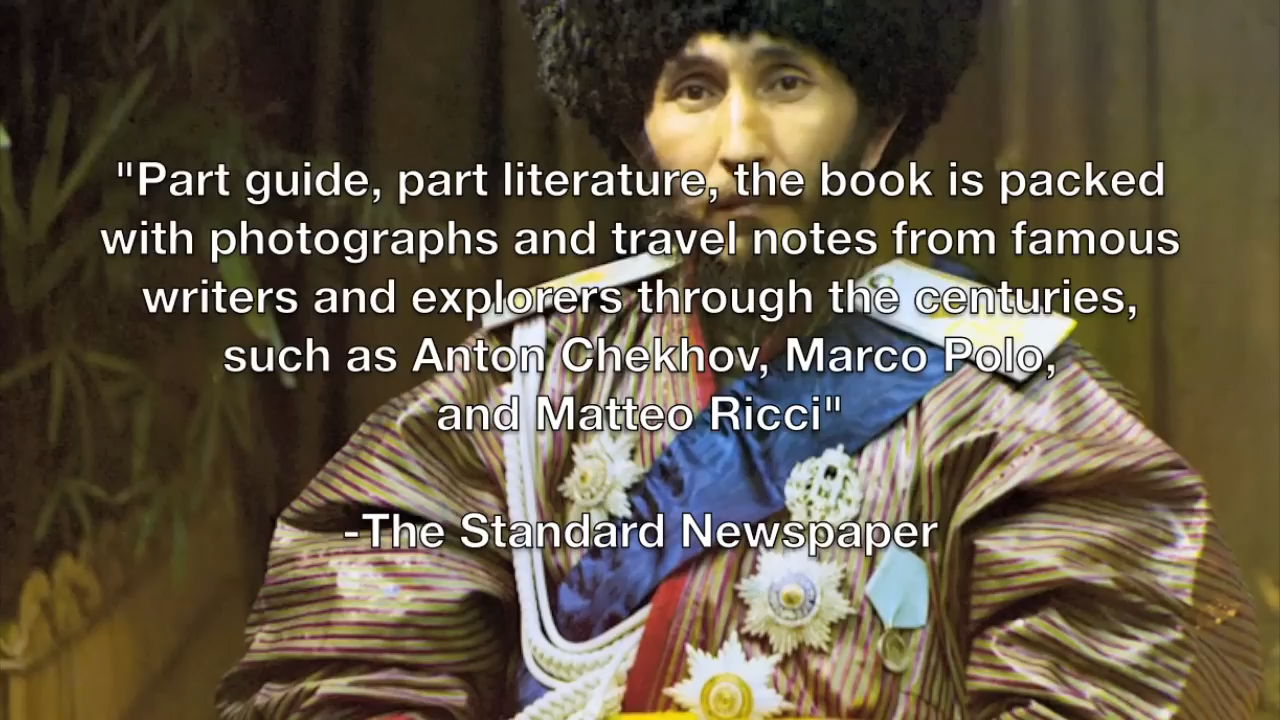 "Part guide, part literature, the book is packed
with photographs and travel notes from famous
writers and explorers through the centuries,
such as Anton Chekhov, Marco Polo,
and Matteo Ricci"
-The Standard Newspaper